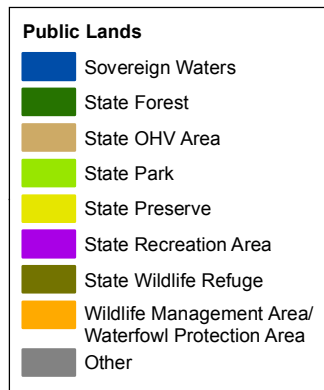 Public Lands
Sovereign Waters
State Forest
State OHV Area
State Park
State Preserve
State Recreation Area
State Wildlife Refuge
Wildlife Management Area/
Waterfowl Protection Area
Other